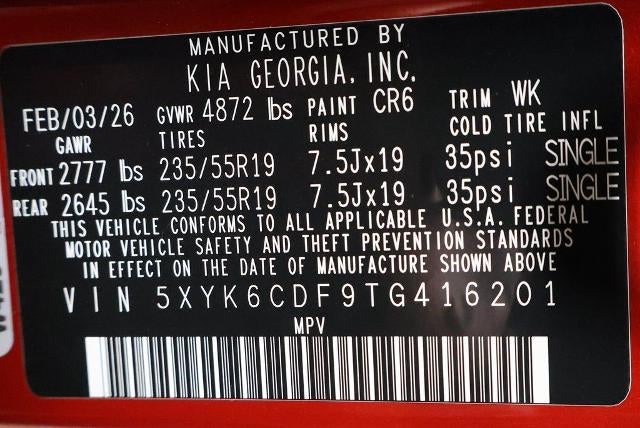 MANUFACTURED BY
KIA GEORGIA, INC.
FEB/03/26 GVWR 4872 lbs PAINT CR6 TRIM WK
GAWR TIRES RIMS COLD TIRE INFL
FRONT 2777 lbs 235/55R19 7.5Jx19 35psi SINGLE
REAR 2645 lbs 235/55R19 7.5Jx19 35psi SINGLE
THIS VEHICLE CONFORMS TO ALL APPLICABLE U.S.A. FEDERAL
MOTOR VEHICLE SAFETY AND THEFT PREVENTION STANDARDS
IN EFFECT ON THE DATE OF MANUFACTURE SHOWN ABOVE
VIN 5XYK6CDF9TG416201
MPV